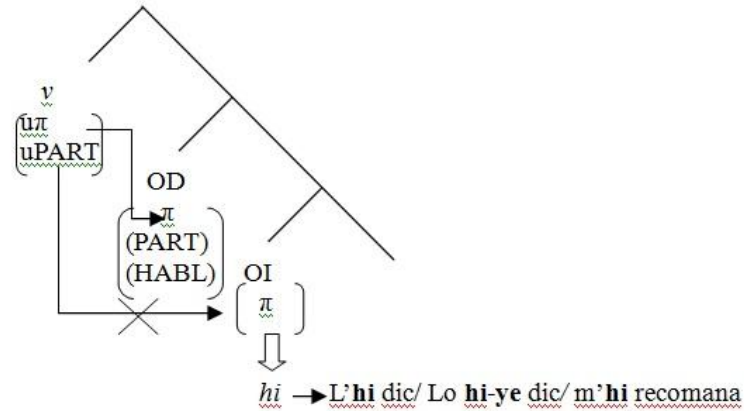 v
uπ
uPART
OD
π
(PART)
(HABL)
OI
π
hi → L'hi dic/ Lo hi-ye dic/ m'hi recomana